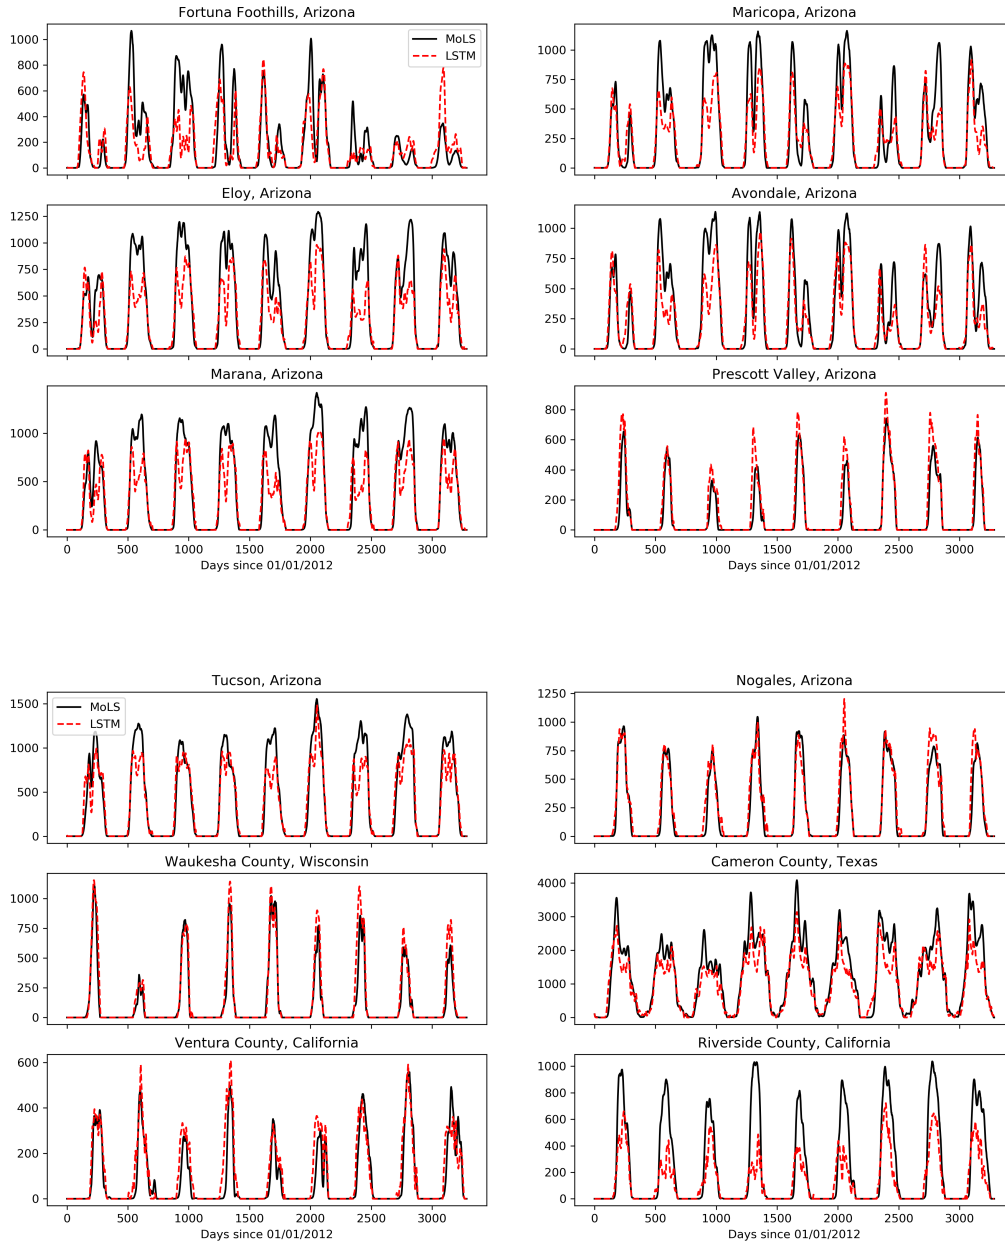 Fortuna Foothills, Arizona
1000
800
600
400
200
0
MoLS
LSTM
Maricopa, Arizona
1000
750
500
250
0
Eloy, Arizona
1250
1000
750
500
250
0
Avondale, Arizona
1000
750
500
250
0
Marana, Arizona
1000
500
0
0 500 1000 1500 2000 2500 3000
Days since 01/01/2012
Prescott Valley, Arizona
800
600
400
200
0
0 500 1000 1500 2000 2500 3000
Days since 01/01/2012
Tucson, Arizona
1500
1000
500
0
MoLS
LSTM
Nogales, Arizona
1250
1000
750
500
250
0
Waukesha County, Wisconsin
1000
750
500
250
0
Cameron County, Texas
4000
3000
2000
1000
0
Ventura County, California
600
400
200
0
0 500 1000 1500 2000 2500 3000
Days since 01/01/2012
Riverside County, California
1000
800
600
400
200
0
0 500 1000 1500 2000 2500 3000
Days since 01/01/2012